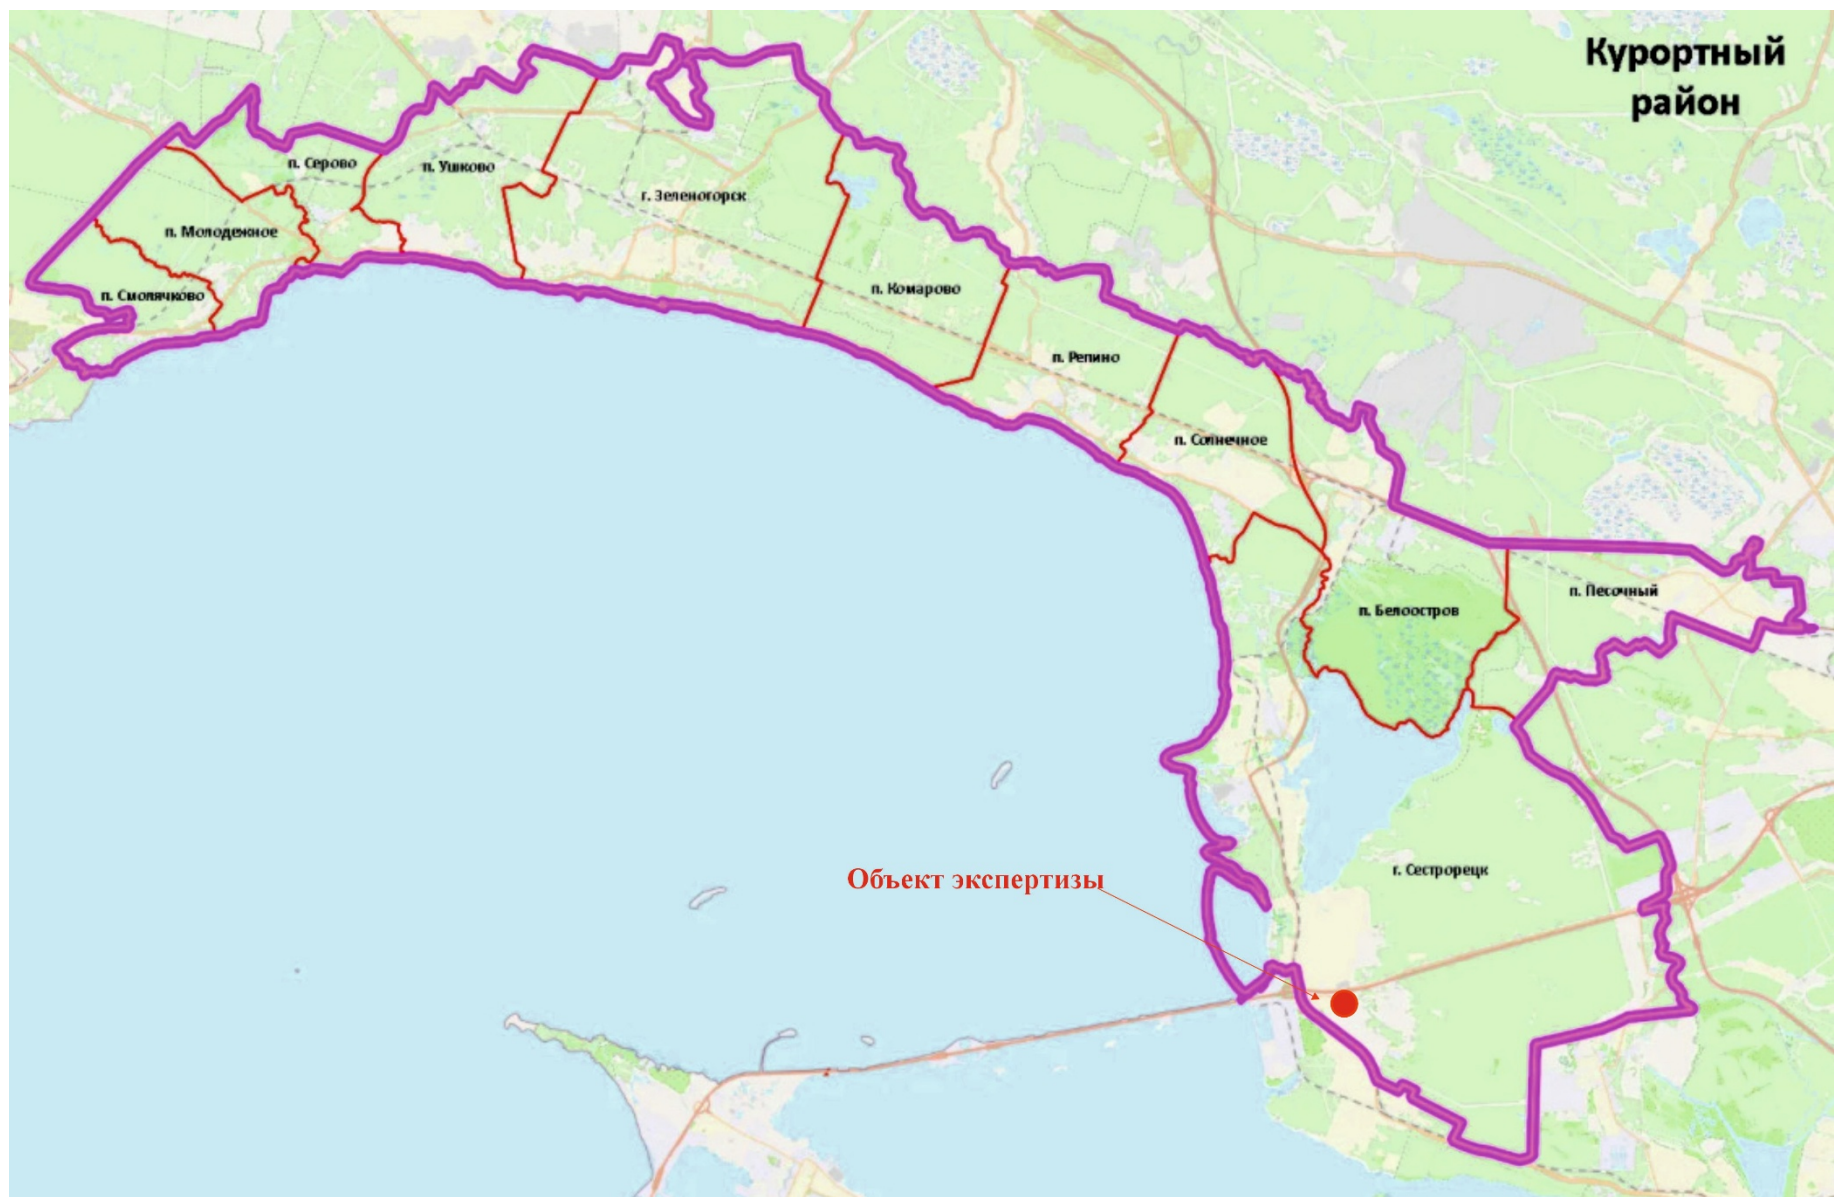 Курортный
район
п. Серово
п. Ушково
г. Зеленогорск
п. Молодежное
п. Смолячково
п. Комарово
п. Репино
п. Солнечное
п. Песочный
п. Белоостров
г. Сестрорецк
Объект экспертизы